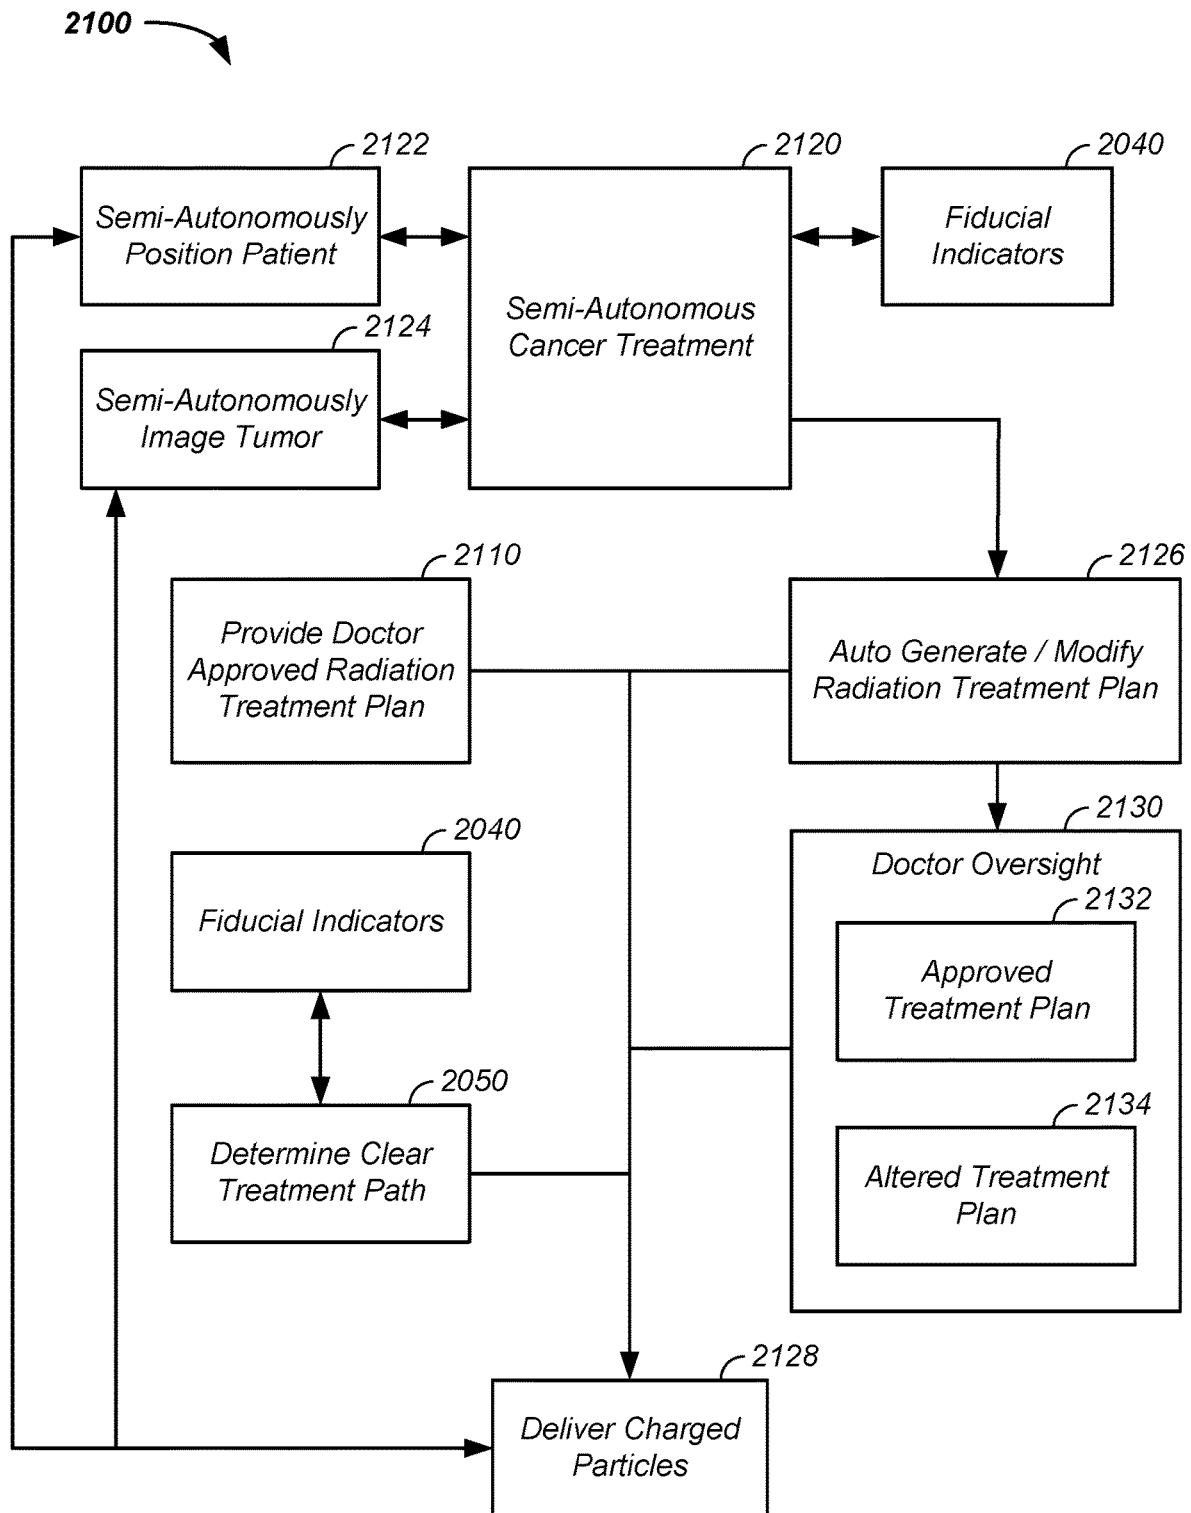 2100
2122
2120
2040
Semi-Autonomously
Position Patient
Fiducial
Indicators
Semi-Autonomous
Cancer Treatment
2124
Semi-Autonomously
Image Tumor
2110
2126
Provide Doctor
Approved Radiation
Treatment Plan
Auto Generate / Modify
Radiation Treatment Plan
2040
2130
Fiducial Indicators
Doctor Oversight
2132
Approved
Treatment Plan
2050
2134
Determine Clear
Treatment Path
Altered Treatment
Plan
2128
Deliver Charged
Particles